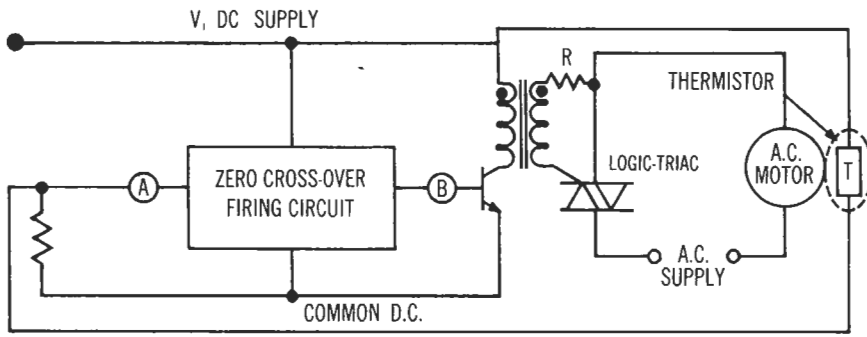 V, DC SUPPLY
R
THERMISTOR
A
ZERO CROSS-OVER
FIRING CIRCUIT
B
LOGIC-TRIAC
A.C.
MOTOR
T
A.C.
SUPPLY
COMMON D.C.